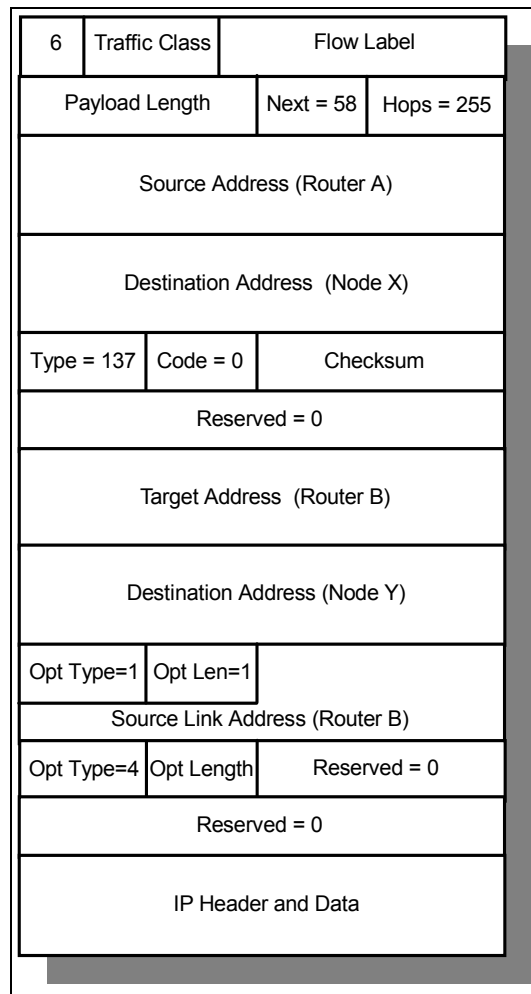 6 Traffic Class Flow Label
Payload Length Next = 58 Hops = 255
Source Address (Router A)
Destination Address (Node X)
Type = 137 Code = 0 Checksum
Reserved = 0
Target Address (Router B)
Destination Address (Node Y)
Opt Type=1 Opt Len=1
Source Link Address (Router B)
Opt Type=4 Opt Length Reserved = 0
Reserved = 0
IP Header and Data